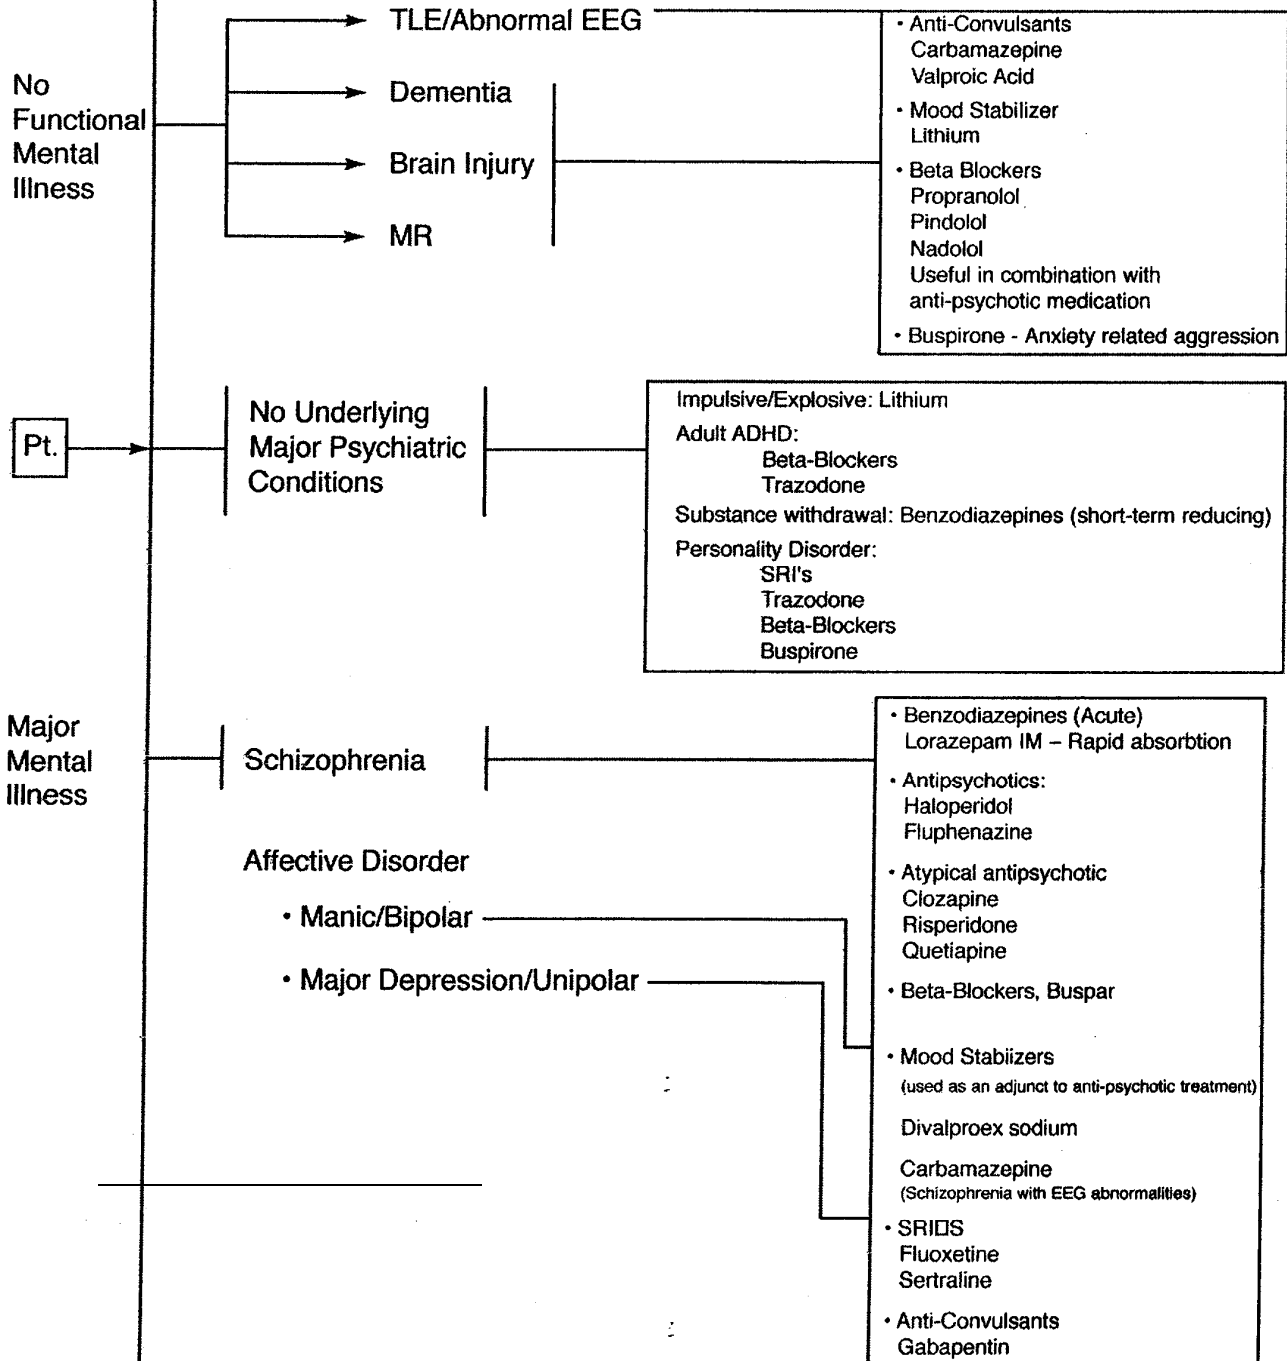 No
Functional
Mental
Illness
TLE/Abnormal EEG
Dementia
Brain Injury
MR
• Anti-Convulsants
Carbamazepine
Valproic Acid
• Mood Stabilizer
Lithium
• Beta Blockers
Propranolol
Pindolol
Nadolol
Useful in combination with
anti-psychotic medication
• Buspirone - Anxiety related aggression
Pt.
No Underlying
Major Psychiatric
Conditions
Impulsive/Explosive: Lithium
Adult ADHD:
Beta-Blockers
Trazodone
Substance withdrawal: Benzodiazepines (short-term reducing)
Personality Disorder:
SRI's
Trazodone
Beta-Blockers
Buspirone
Major
Mental
Illness
Schizophrenia
Affective Disorder
• Manic/Bipolar
• Major Depression/Unipolar
• Benzodiazepines (Acute)
Lorazepam IM – Rapid absorbtion
• Antipsychotics:
Haloperidol
Fluphenazine
• Atypical antipsychotic
Clozapine
Risperidone
Quetiapine
• Beta-Blockers, Buspar
• Mood Stabiizers
(used as an adjunct to anti-psychotic treatment)
Divalproex sodium
Carbamazepine
(Schizophrenia with EEG abnormalities)
• SRI□S
Fluoxetine
Sertraline
• Anti-Convulsants
Gabapentin